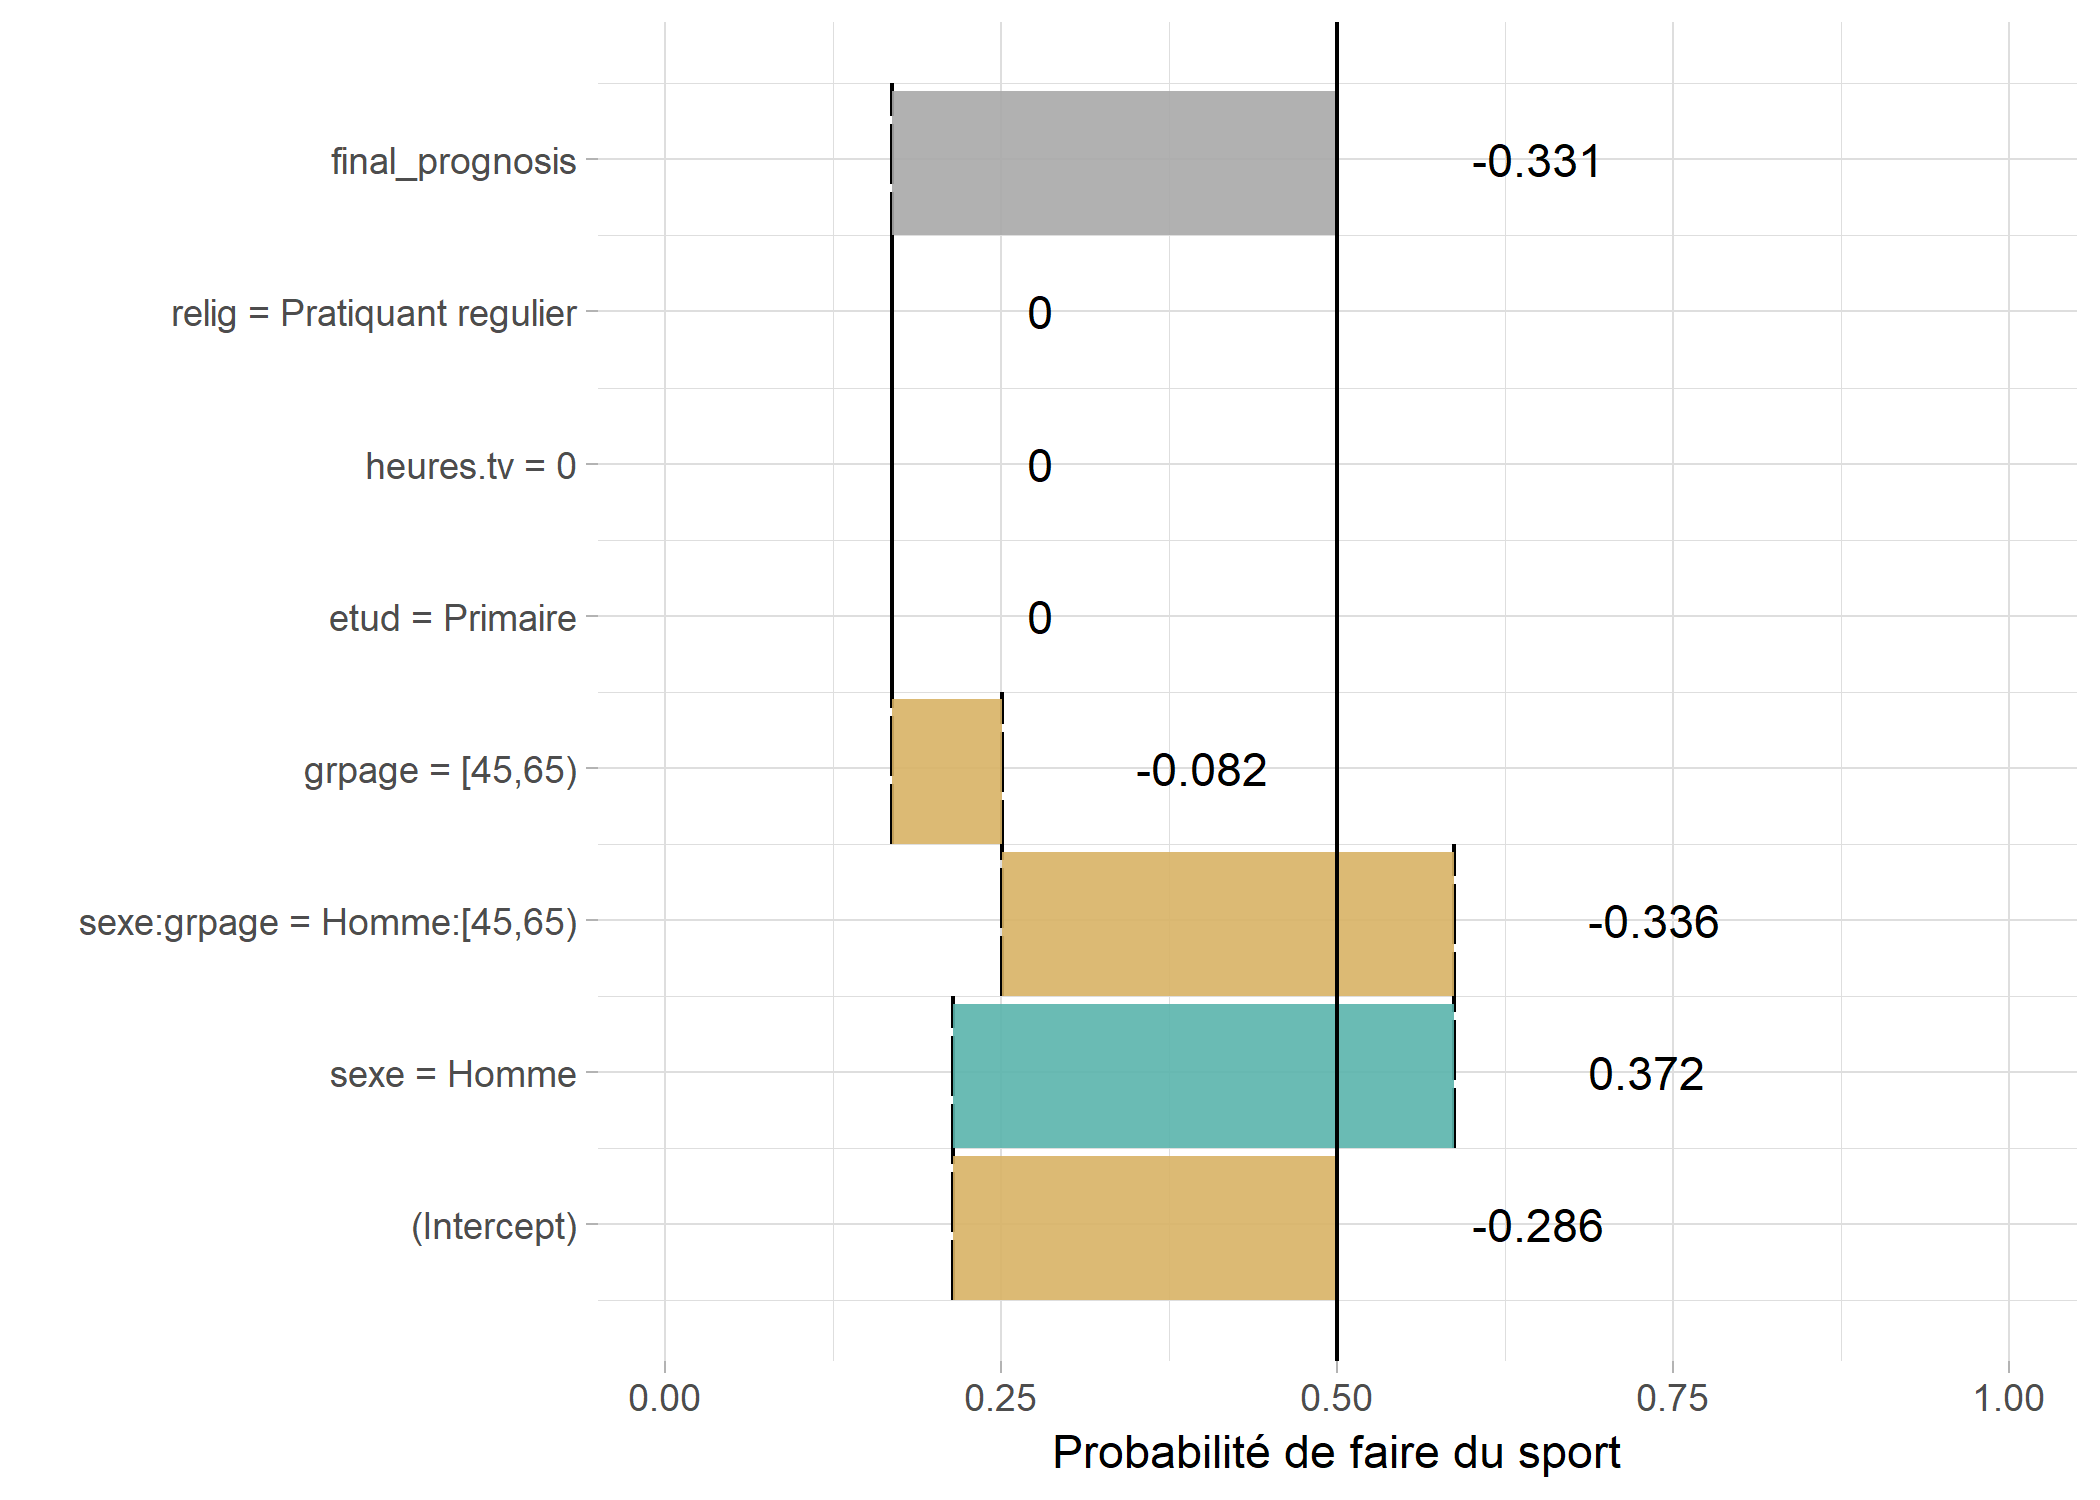 final_prognosis
-0.331
relig = Pratiquant regulier
0
heures.tv = 0
0
etud = Primaire
0
grpage = [45,65)
-0.082
sexe:grpage = Homme:[45,65)
-0.336
sexe = Homme
0.372
(Intercept)
-0.286
0.00 0.25 0.50 0.75 1.00
Probabilité de faire du sport